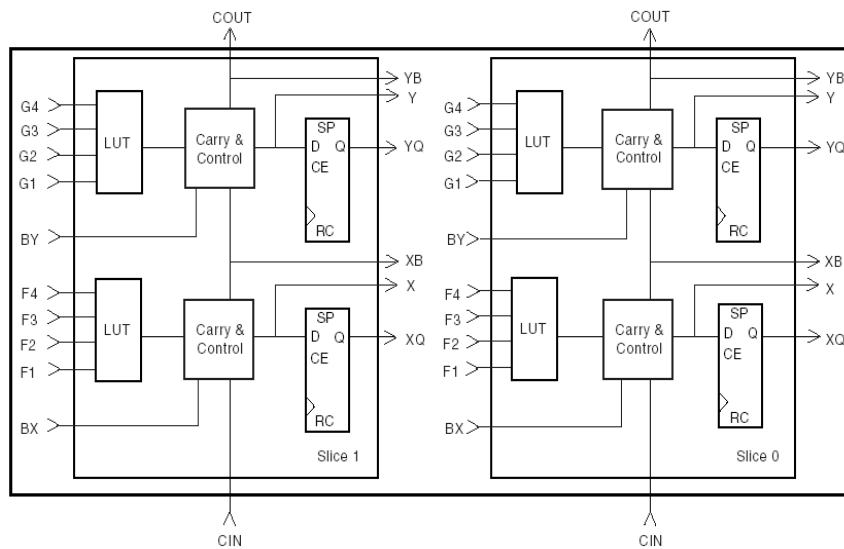 COUT
YB
Y
G4
G3
G2
G1
LUT
Carry &
Control
SP
D Q
CE
RC
YQ
BY
XB
X
F4
F3
F2
F1
LUT
Carry &
Control
SP
D Q
CE
RC
XQ
BX
Slice 1
CIN
COUT
YB
Y
G4
G3
G2
G1
LUT
Carry &
Control
SP
D Q
CE
RC
YQ
BY
XB
X
F4
F3
F2
F1
LUT
Carry &
Control
SP
D Q
CE
RC
XQ
BX
Slice 0
CIN